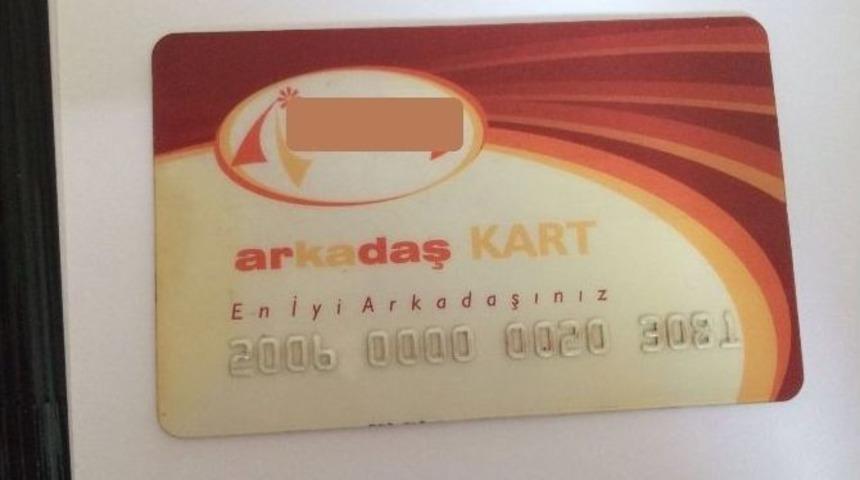 arkadaş KART
En İyi Arkadaşınız
2006 0000 0020 3081